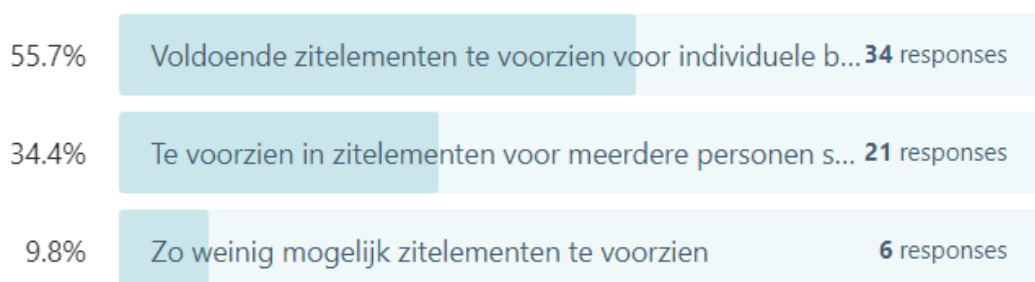 55.7% Voldoende zitelementen te voorzien voor individuele b... 34 responses
34.4% Te voorzien in zitelementen voor meerdere personen s... 21 responses
9.8% Zo weinig mogelijk zitelementen te voorzien 6 responses